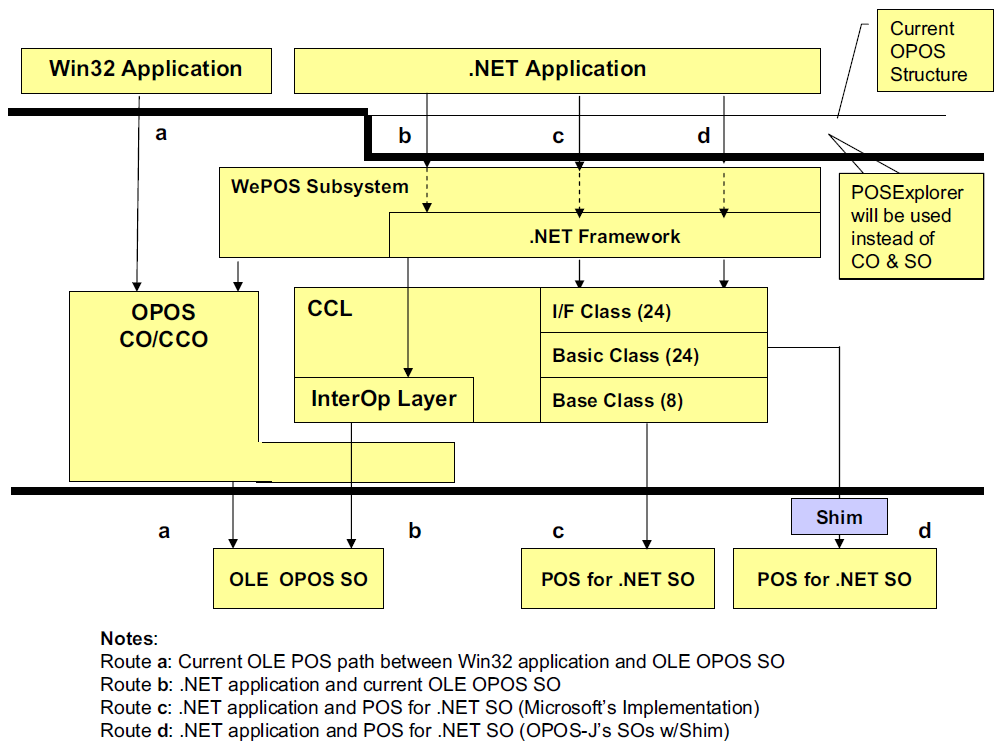 Current
OPOS
Structure
Win32 Application
.NET Application
a
b
c
d
WePOS Subsystem
.NET Framework
POSExplorer
will be used
instead of
CO & SO
OPOS
CO/CCO
CCL
I/F Class (24)
Basic Class (24)
InterOp Layer
Base Class (8)
Shim
a
b
c
d
OLE OPOS SO
POS for .NET SO
POS for .NET SO
Notes:
Route a: Current OLE POS path between Win32 application and OLE OPOS SO
Route b: .NET application and current OLE OPOS SO
Route c: .NET application and POS for .NET SO (Microsoft's Implementation)
Route d: .NET application and POS for .NET SO (OPOS-J's SOs w/Shim)